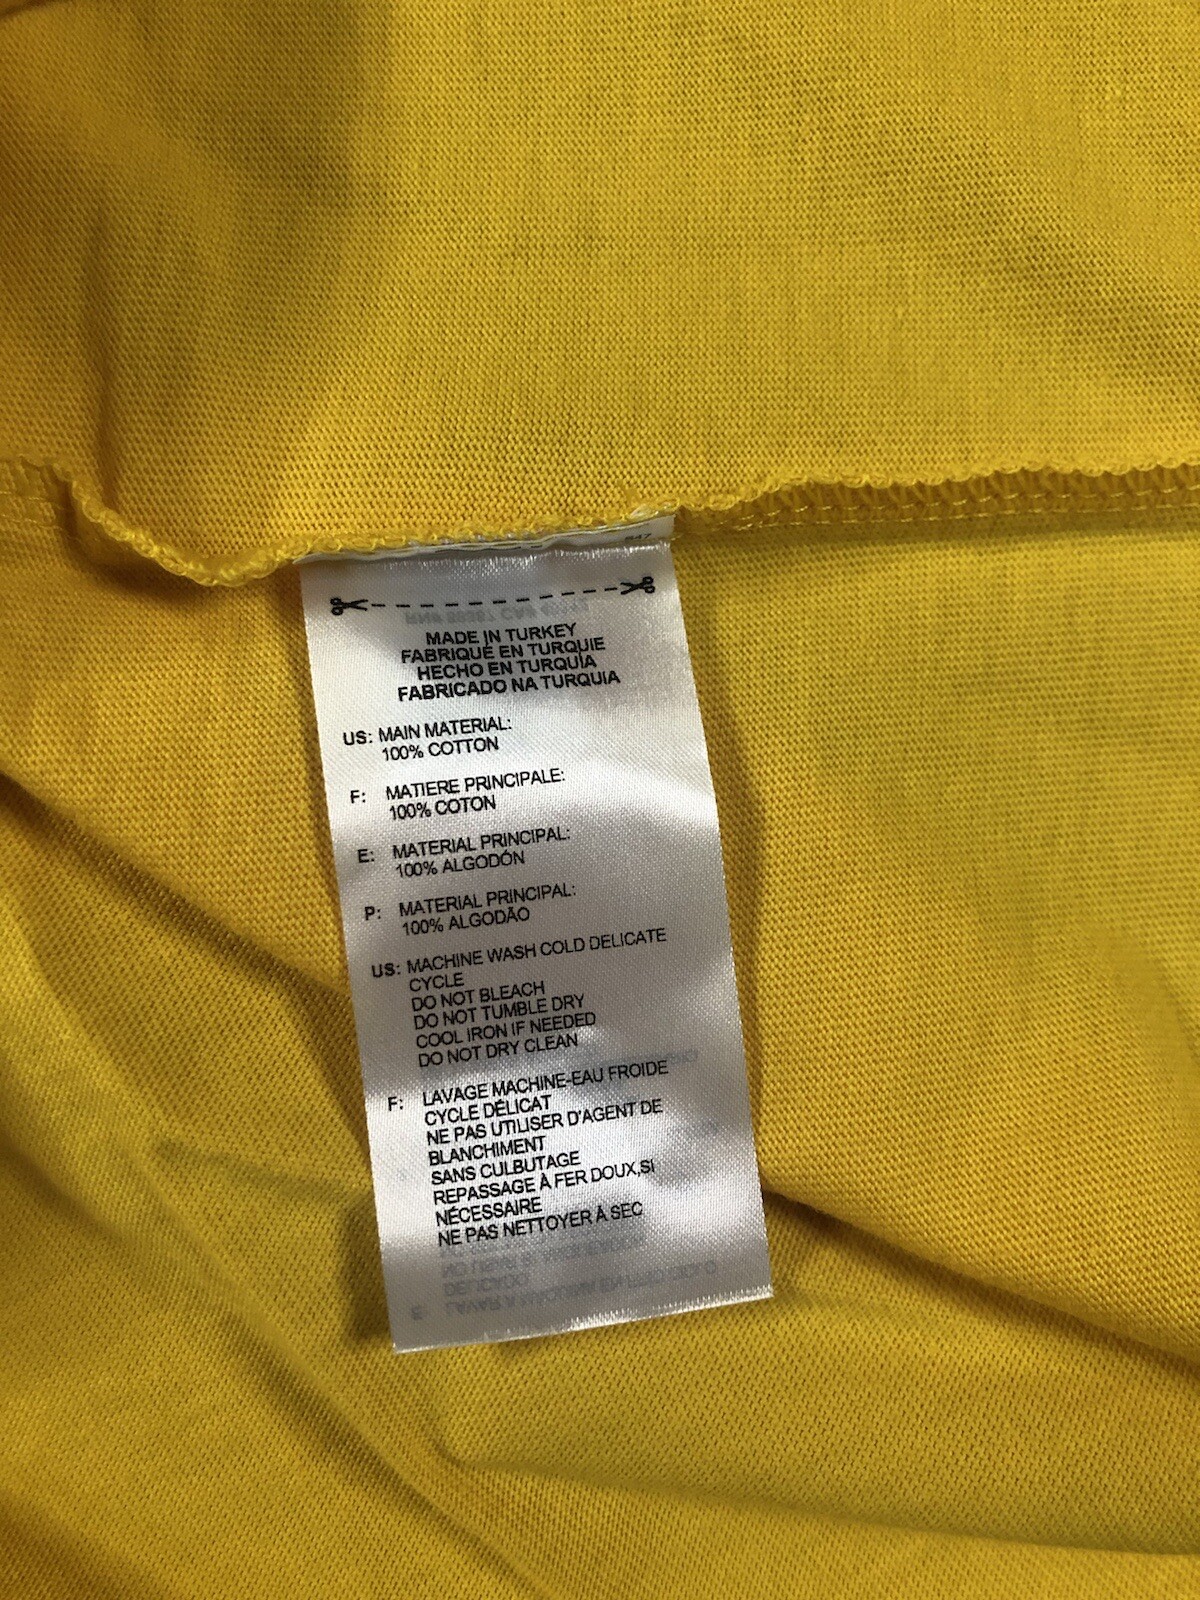 MADE IN TURKEY
FABRIQUÉ EN TURQUIE
HECHO EN TURQUÍA
FABRICADO NA TURQUIA
US: MAIN MATERIAL:
100% COTTON
F: MATIERE PRINCIPALE:
100% COTON
E: MATERIAL PRINCIPAL:
100% ALGODÓN
P: MATERIAL PRINCIPAL:
100% ALGODÃO
US: MACHINE WASH COLD DELICATE
CYCLE
DO NOT BLEACH
DO NOT TUMBLE DRY
COOL IRON IF NEEDED
DO NOT DRY CLEAN
F: LAVAGE MACHINE-EAU FROIDE
CYCLE DÉLICAT
NE PAS UTILISER D'AGENT DE
BLANCHIMENT
SANS CULBUTAGE
REPASSAGE À FER DOUX,SI
NÉCESSAIRE
NE PAS NETTOYER À SEC